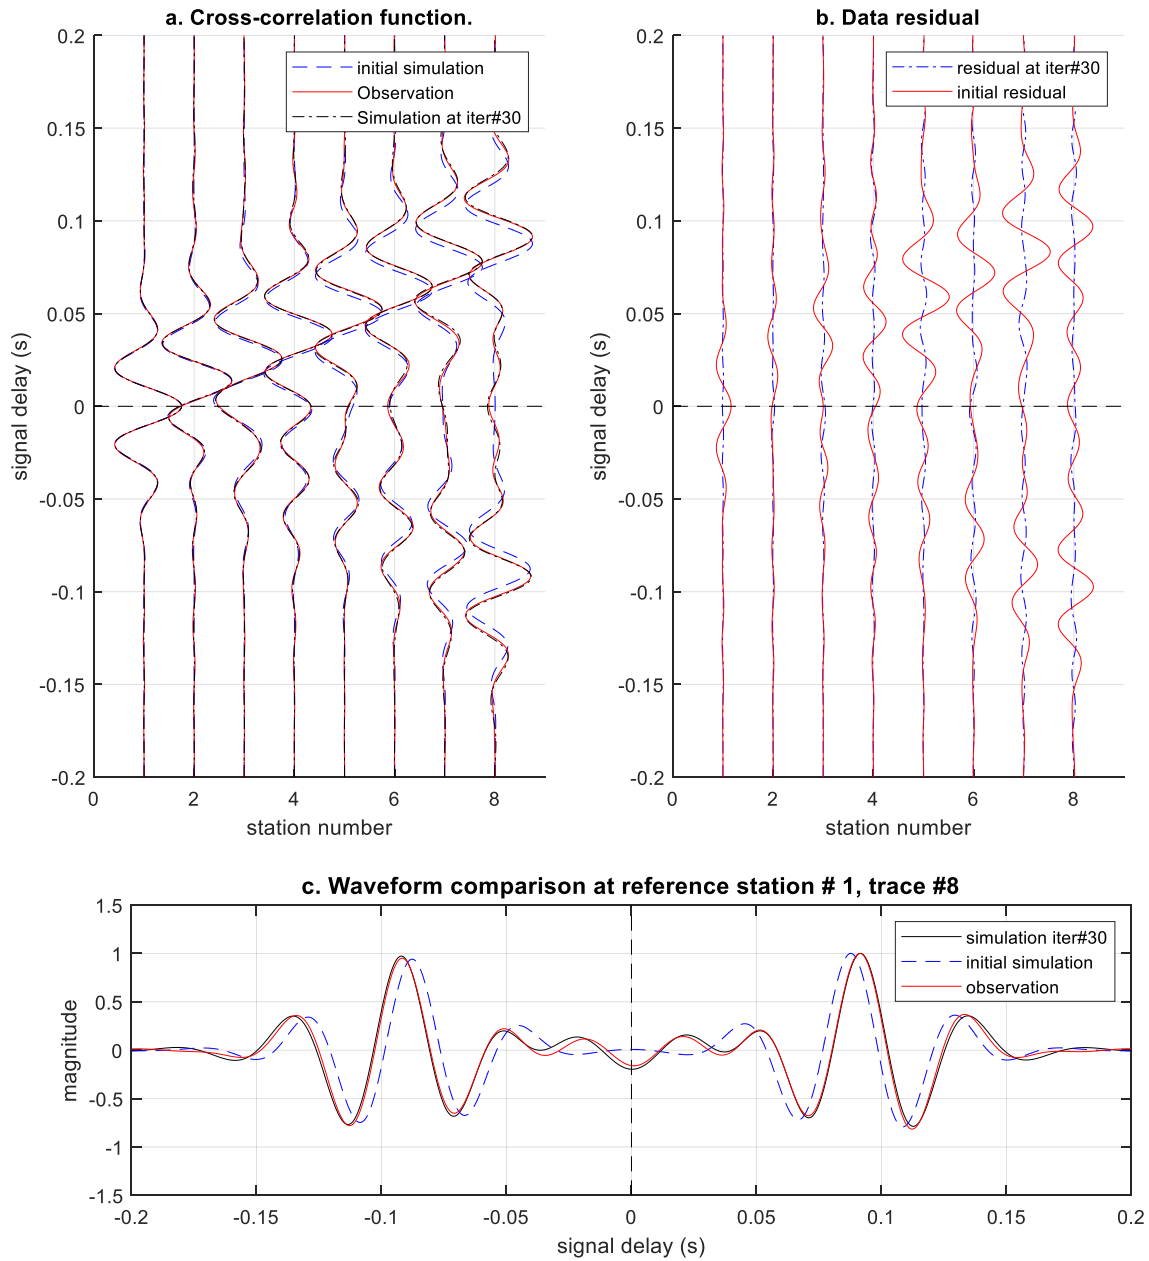 a. Cross-correlation function.
0.2
0.15
0.1
0.05
0
-0.05
-0.1
-0.15
-0.2
signal delay (s)
initial simulation
Observation
Simulation at iter#30
0 2 4 6 8
station number
b. Data residual
0.2
0.15
0.1
0.05
0
-0.05
-0.1
-0.15
-0.2
signal delay (s)
residual at iter#30
initial residual
0 2 4 6 8
station number
c. Waveform comparison at reference station # 1, trace #8
1.5
1
0.5
0
-0.5
-1
-1.5
magnitude
simulation iter#30
initial simulation
observation
-0.2 -0.15 -0.1 -0.05 0 0.05 0.1 0.15 0.2
signal delay (s)